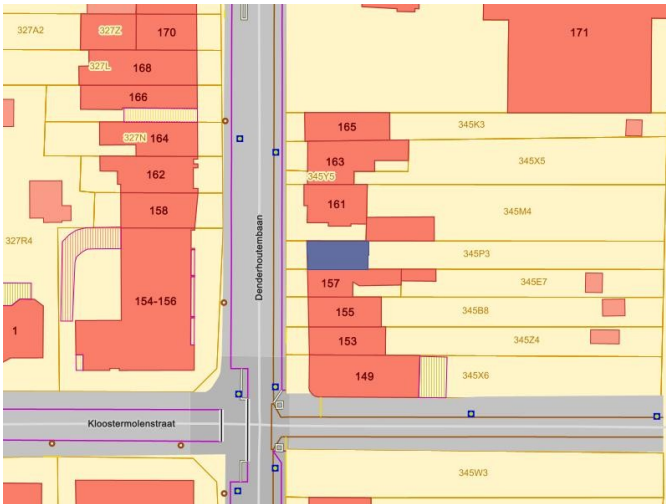 327A2
327Z
170
171
327L
168
166
165
345K3
327N
164
163
345X5
345Y5
162
161
345M4
158
327R4
345P3
Denderhoutembaan
157
345E7
154-156
155
345B8
1
153
345Z4
149
345X6
Kloostermolenstraat
345W3